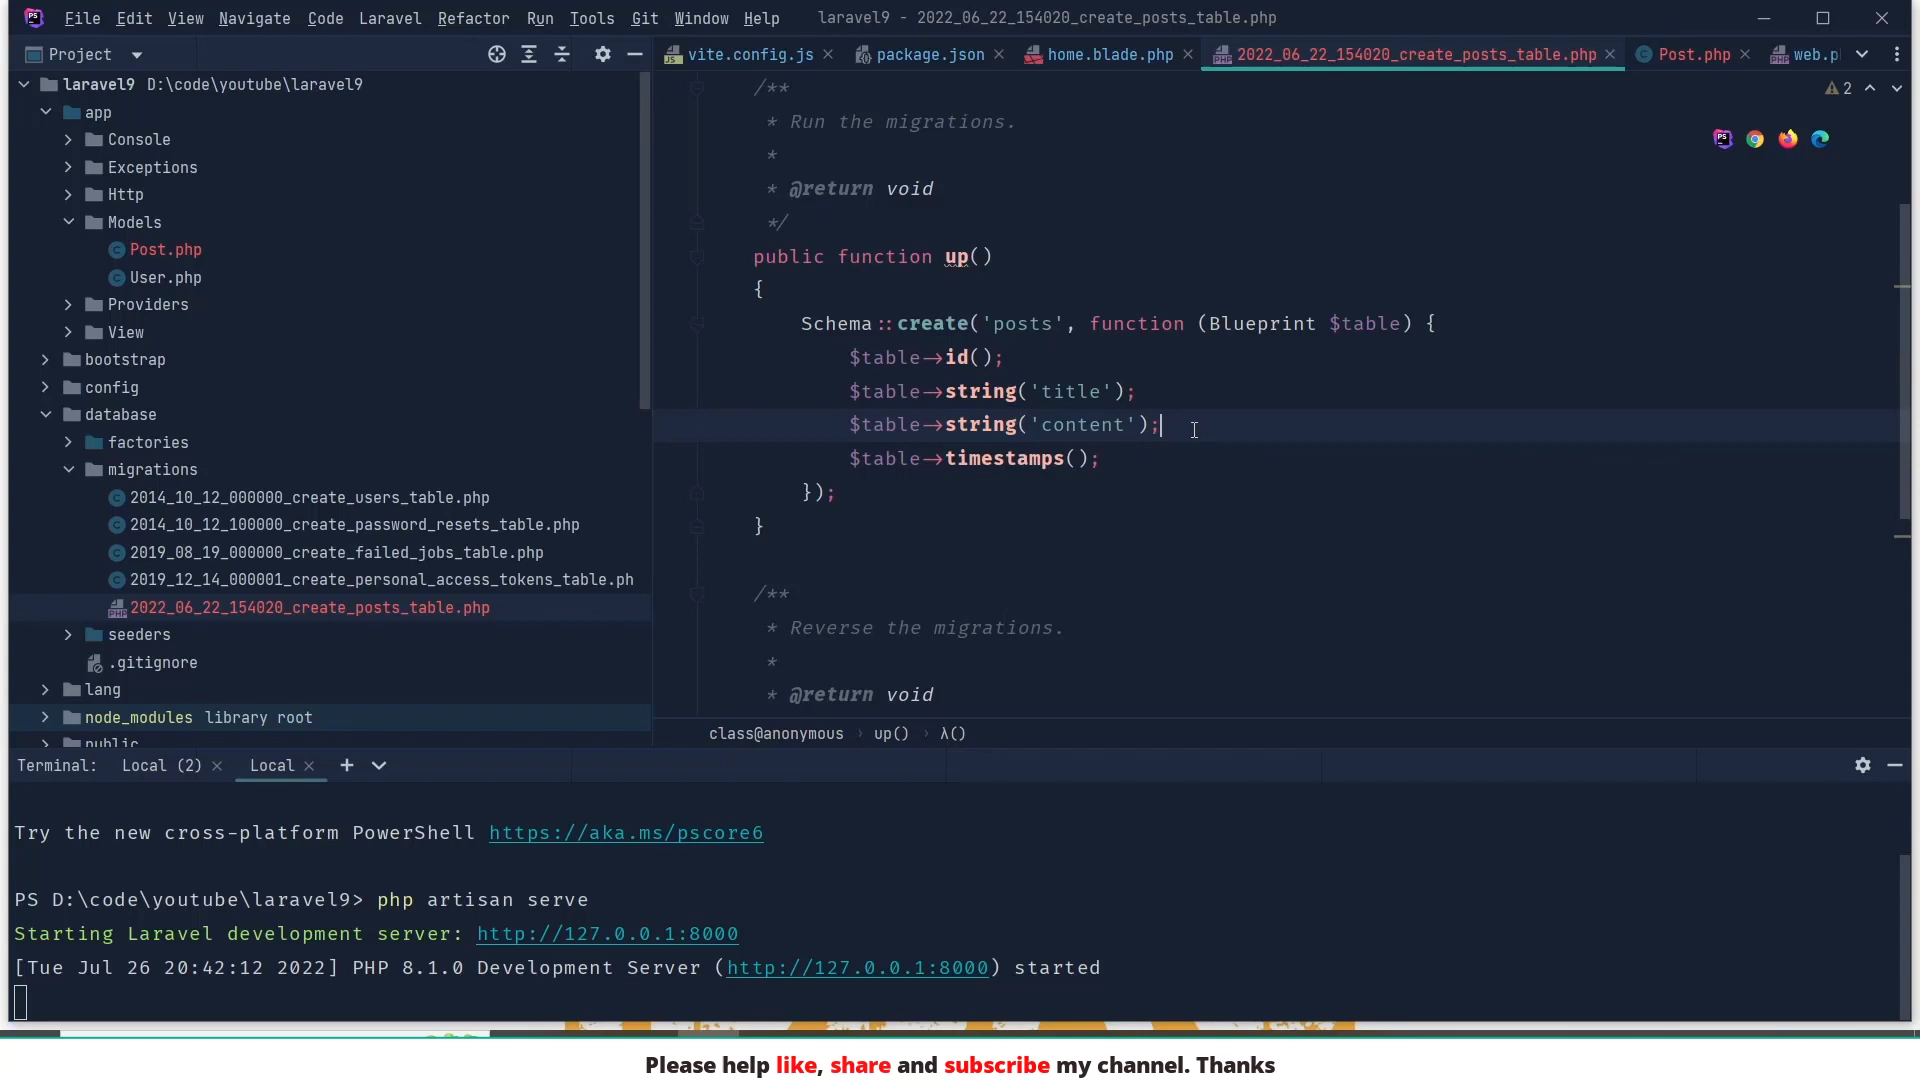 File Edit View Navigate Code Laravel Refactor Run Tools Git Window Help laravel9 - 2022_06_22_154020_create_posts_table.php
Project
vite.config.js package.json home.blade.php 2022_06_22_154020_create_posts_table.php Post.php web.p
laravel9 D:\code\youtube\laravel9
app
Console
Exceptions
Http
Models
Post.php
User.php
Providers
View
bootstrap
config
database
factories
migrations
2014_10_12_000000_create_users_table.php
2014_10_12_100000_create_password_resets_table.php
2019_08_19_000000_create_failed_jobs_table.php
2019_12_14_000001_create_personal_access_tokens_table.ph
2022_06_22_154020_create_posts_table.php
seeders
.gitignore
lang
node_modules library root
public
2
/**
* Run the migrations.
*
* @return void
*/
public function up()
{
Schema::create('posts', function (Blueprint $table) {
$table->id();
$table->string('title');
$table->string('content');
$table->timestamps();
});
}
/**
* Reverse the migrations.
*
* @return void
class@anonymous › up() › λ()
Terminal: Local (2) Local
Try the new cross-platform PowerShell https://aka.ms/pscore6
PS D:\code\youtube\laravel9> php artisan serve
Starting Laravel development server: http://127.0.0.1:8000
[Tue Jul 26 20:42:12 2022] PHP 8.1.0 Development Server (http://127.0.0.1:8000) started
Please help like, share and subscribe my channel. Thanks